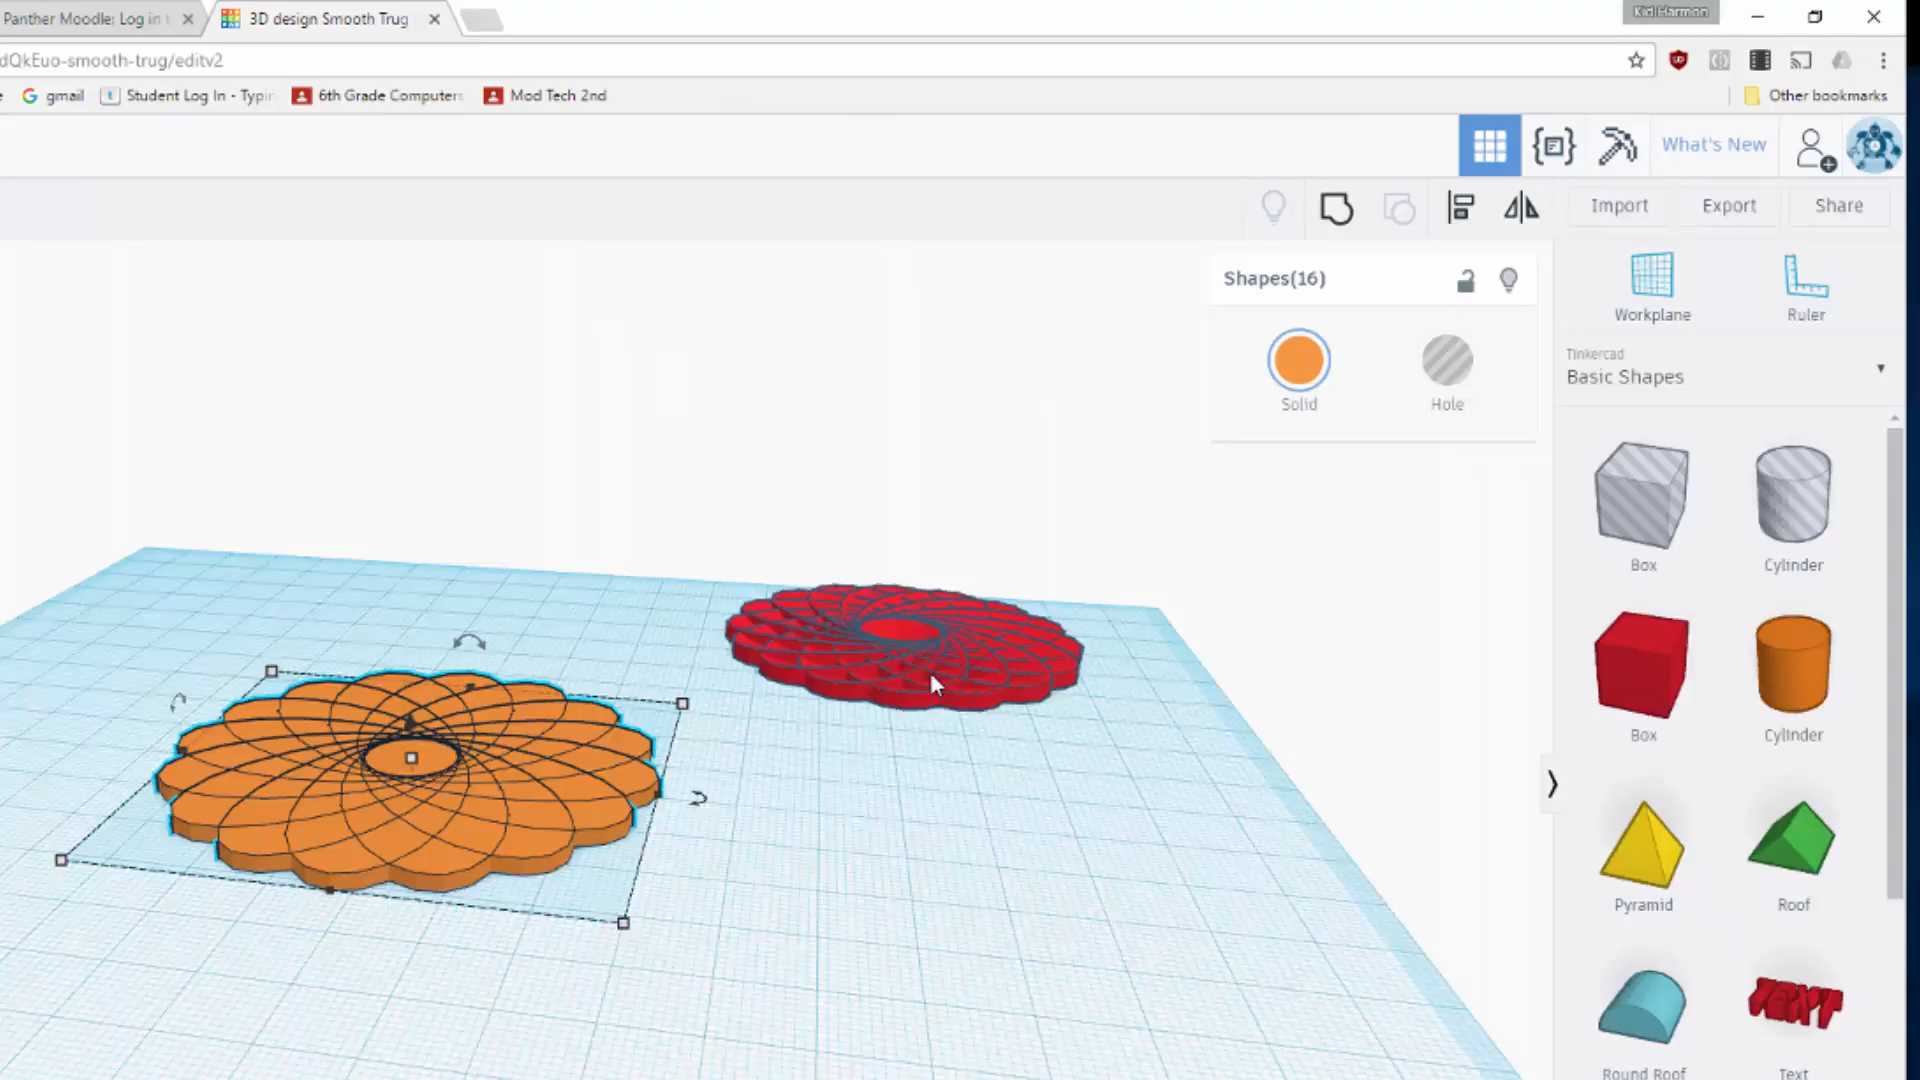 Panther Moodle: Log in t
3D design Smooth Trug
Kid Harmon
dQkEuo-smooth-trug/editv2
e
gmail
Student Log In - Typin
6th Grade Computers
Mod Tech 2nd
Other bookmarks
What's New
Import
Export
Share
Shapes(16)
Solid
Hole
Workplane
Ruler
Tinkercad
Basic Shapes
Box
Cylinder
Box
Cylinder
Pyramid
Roof
TEXT
Round Roof
Text